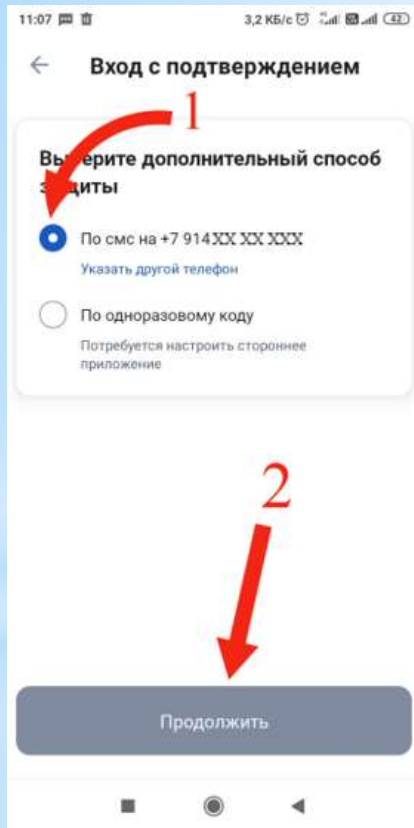 11:07 3,2 КБ/с 4G 42
Вход с подтверждением
1
Выберите дополнительный способ
защиты
По смс на +7 914XX XX XXX
Указать другой телефон
По одноразовому коду
Потребуется настроить стороннее
приложение
2
Продолжить